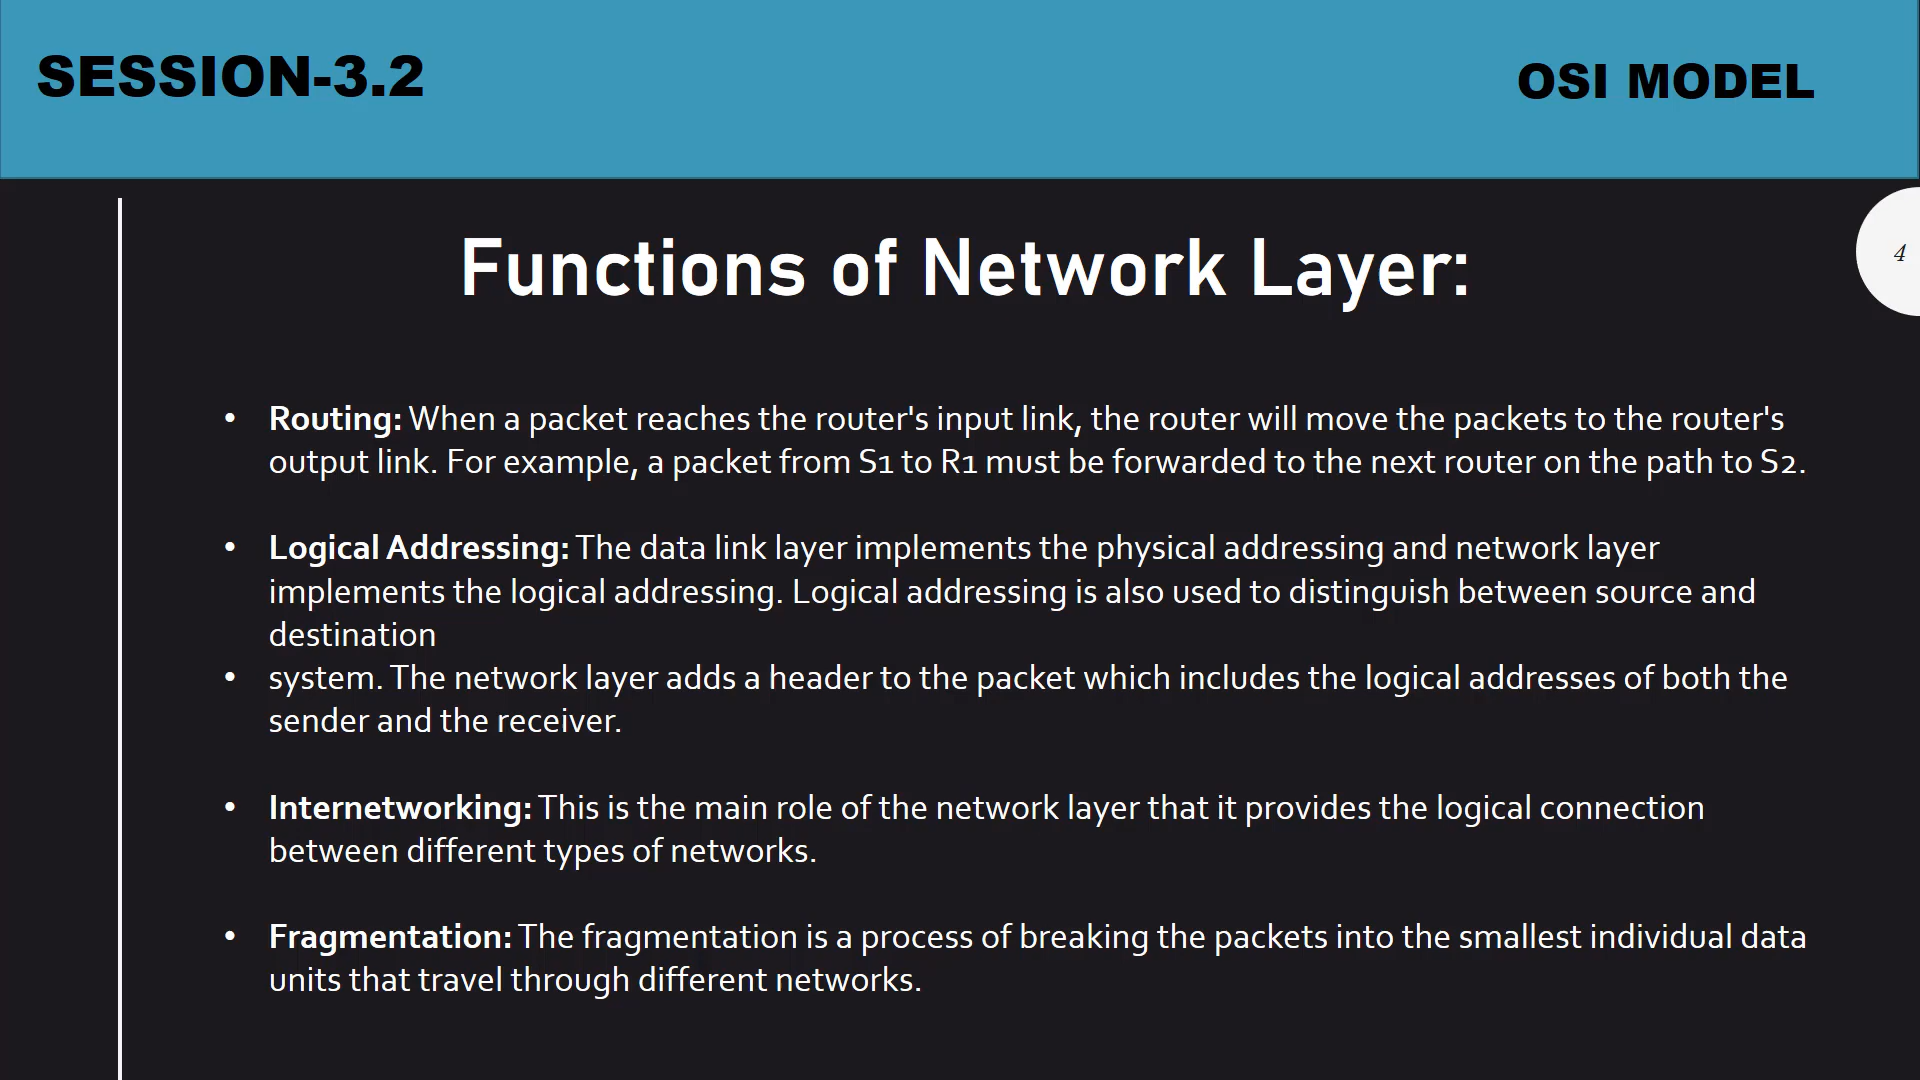 SESSION-3.2
OSI MODEL
4
Functions of Network Layer:
• Routing: When a packet reaches the router's input link, the router will move the packets to the router's
output link. For example, a packet from S1 to R1 must be forwarded to the next router on the path to S2.
• Logical Addressing: The data link layer implements the physical addressing and network layer
implements the logical addressing. Logical addressing is also used to distinguish between source and
destination
• system. The network layer adds a header to the packet which includes the logical addresses of both the
sender and the receiver.
• Internetworking: This is the main role of the network layer that it provides the logical connection
between different types of networks.
• Fragmentation: The fragmentation is a process of breaking the packets into the smallest individual data
units that travel through different networks.